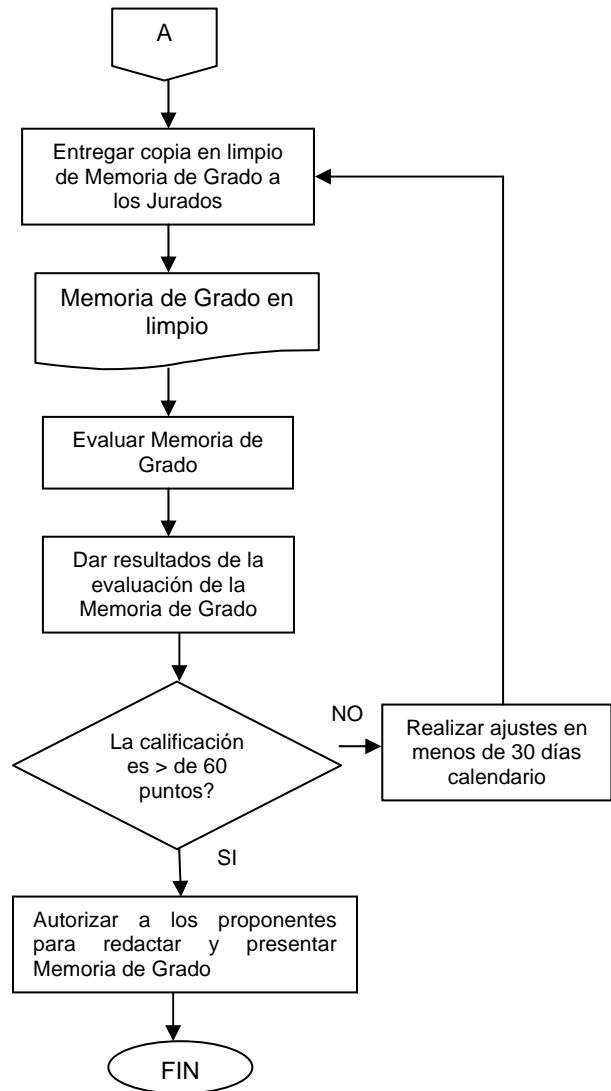 A
Entregar copia en limpio
de Memoria de Grado a
los Jurados
Memoria de Grado en
limpio
Evaluar Memoria de
Grado
Dar resultados de la
evaluación de la
Memoria de Grado
La calificación
es > de 60
puntos?
NO
Realizar ajustes en
menos de 30 días
calendario
SI
Autorizar a los proponentes
para redactar y presentar
Memoria de Grado
FIN